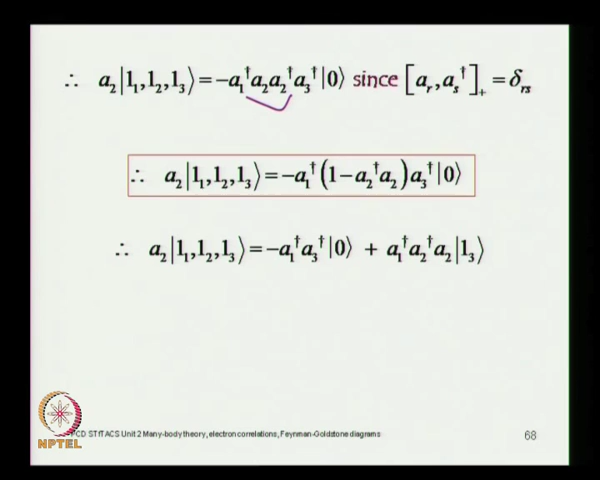 ∴ a₂|1₁,1₂,1₃⟩ = −a₁†a₂a₂†a₃†|0⟩ since [aᵣ,aₛ†]₊ = δᵣₛ
∴ a₂|1₁,1₂,1₃⟩ = −a₁†(1−a₂†a₂)a₃†|0⟩
∴ a₂|1₁,1₂,1₃⟩ = −a₁†a₃†|0⟩ + a₁†a₂†a₂|1₃⟩
PCD STiTACS Unit 2 Many-body theory, electron correlations, Feynman-Goldstone diagrams
68
NPTEL